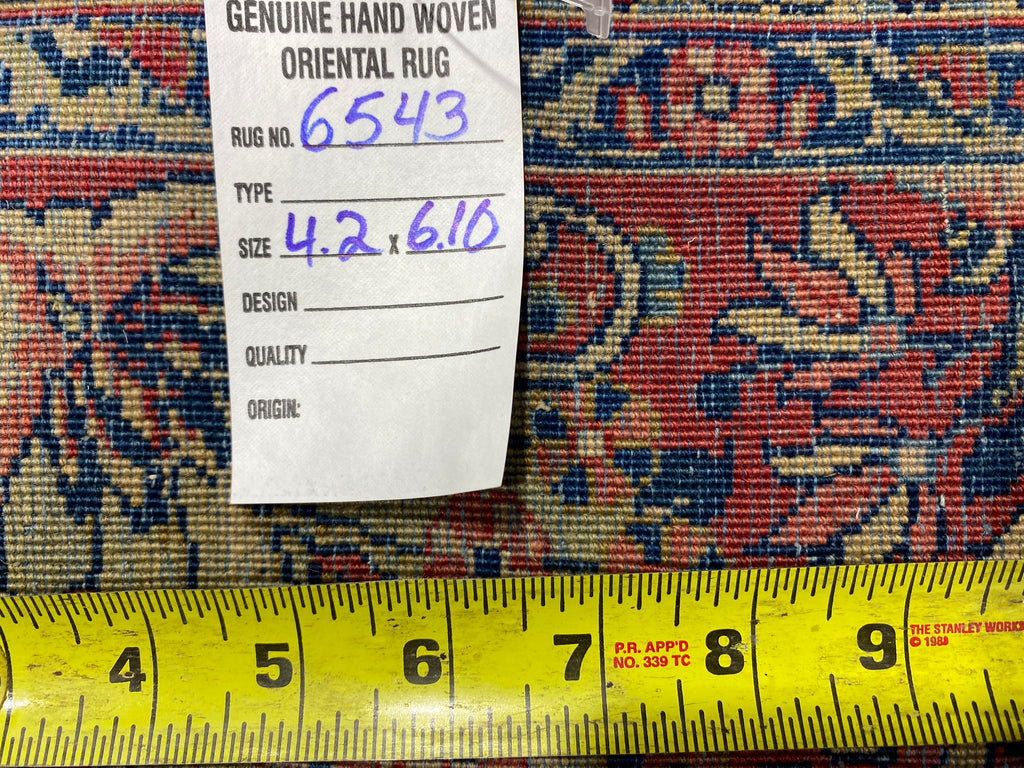 GENUINE HAND WOVEN
ORIENTAL RUG
RUG NO. 6543
TYPE
SIZE 4.2 x 6.10
DESIGN
QUALITY
ORIGIN:
4 5 6 7 P.R. APP'D 8 9 THE STANLEY WORKS
NO. 339 TC © 1988